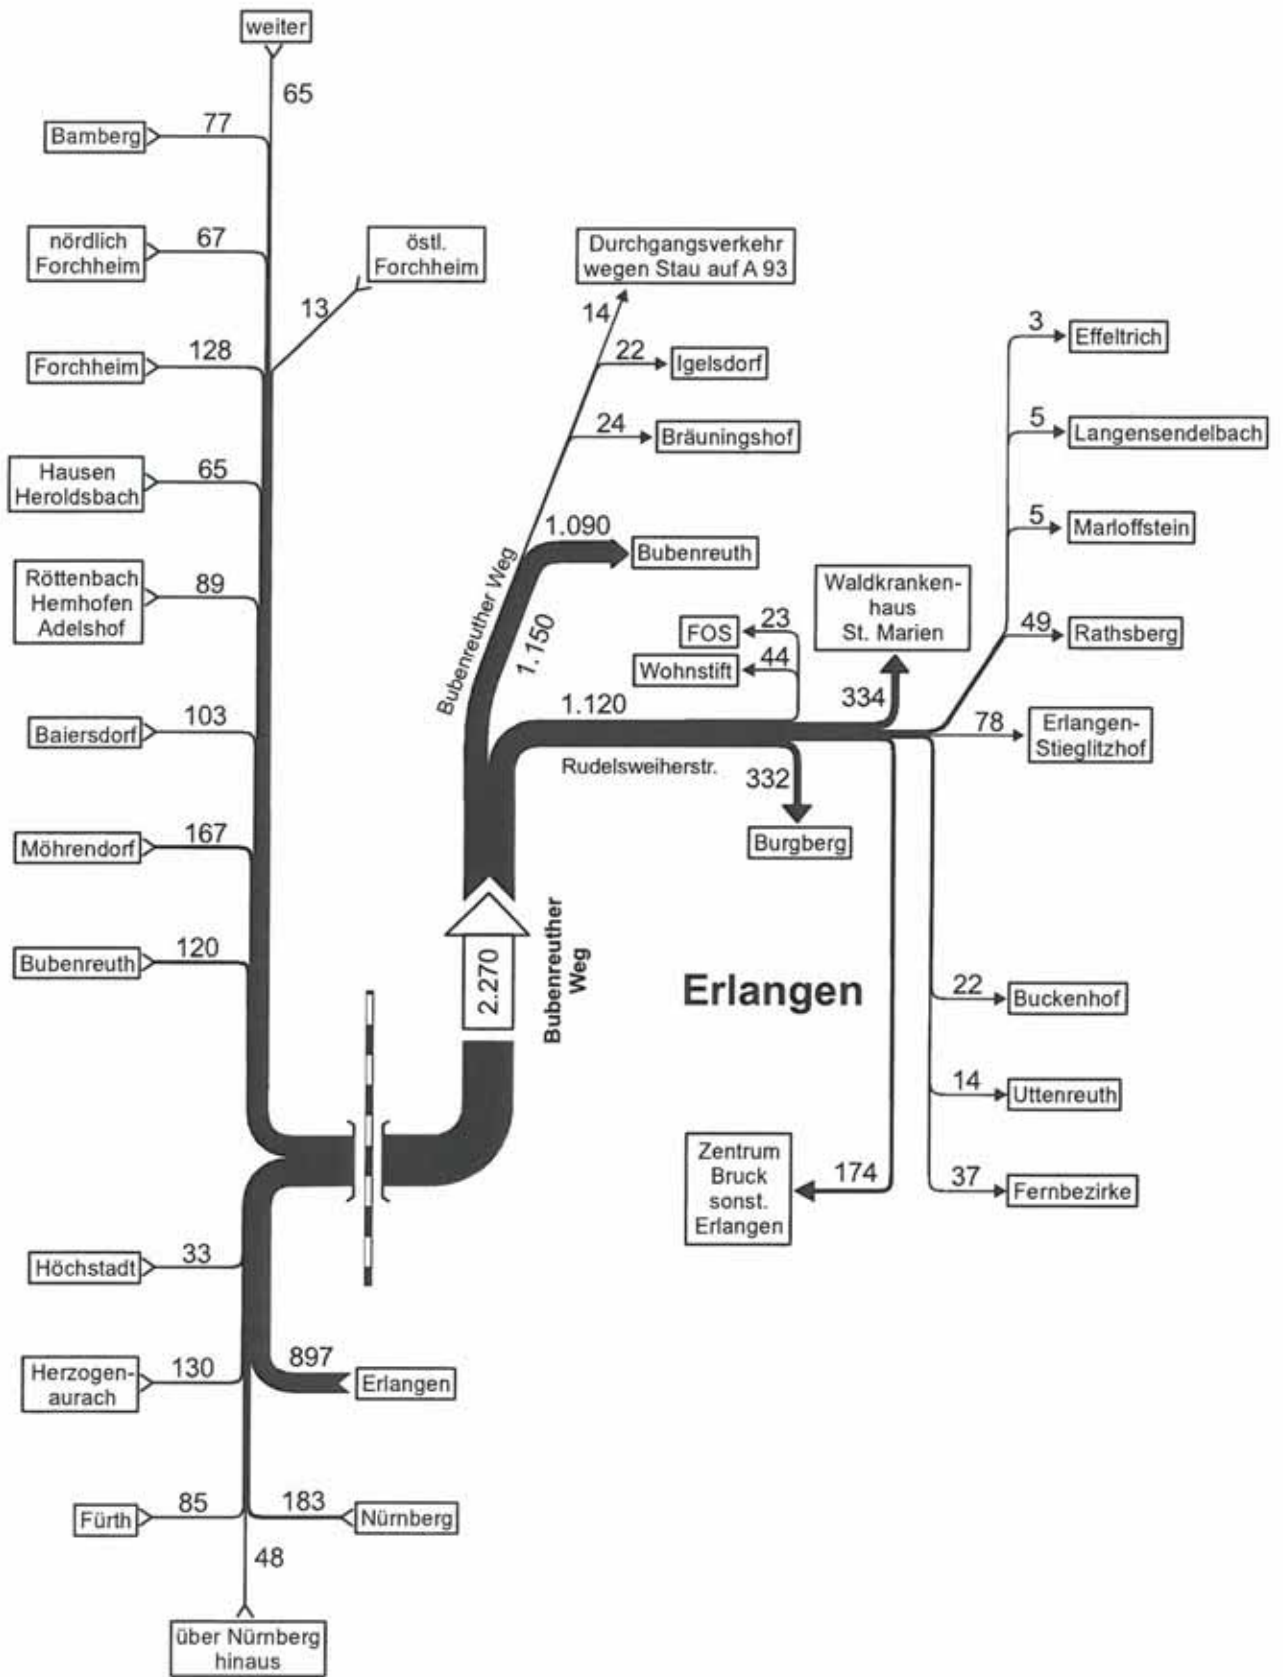 weiter
65
77
Bamberg
nördlich
Forchheim
67
östl.
Forchheim
13
128
Forchheim
Hausen
Heroldsbach
65
Röttenbach
Hemhofen
Adelshof
89
103
Baiersdorf
167
Möhrendorf
120
Bubenreuth
33
Höchstadt
Herzogen-
aurach
130
897
Erlangen
85
Fürth
183
Nürnberg
48
über Nürnberg
hinaus
2.270
Bubenreuther
Weg
Durchgangsverkehr
wegen Stau auf A 93
14
22
Igelsdorf
24
Bräuningshof
1.090
Bubenreuth
Bubenreuther Weg
1.150
1.120
Rudelsweiherstr.
FOS
23
Wohnstift
44
Waldkranken-
haus
St. Marien
334
332
Burgberg
3
Effeltrich
5
Langensendelbach
5
Marloffstein
49
Rathsberg
78
Erlangen-
Stieglitzhof
Erlangen
22
Buckenhof
14
Uttenreuth
37
Fernbezirke
Zentrum
Bruck
sonst.
Erlangen
174